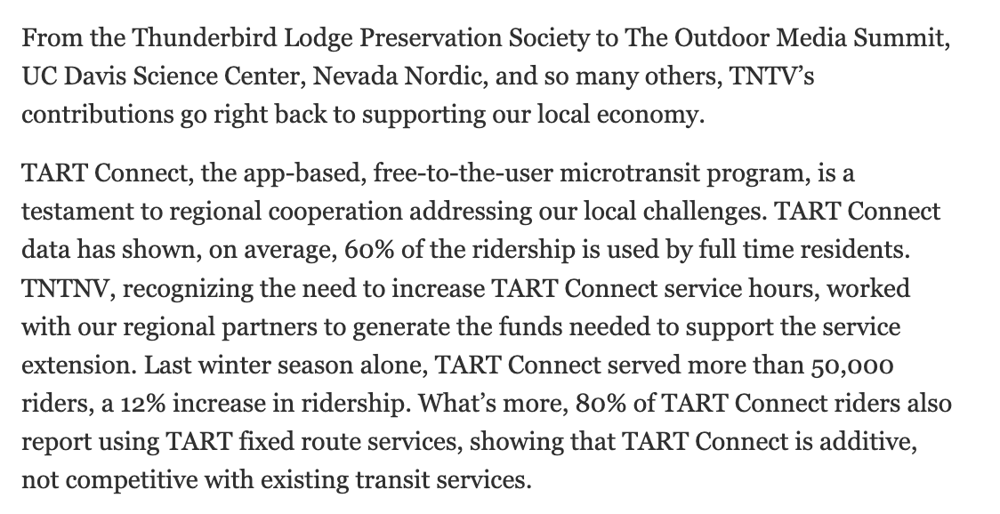 From the Thunderbird Lodge Preservation Society to The Outdoor Media Summit,
UC Davis Science Center, Nevada Nordic, and so many others, TNTV’s
contributions go right back to supporting our local economy.
TART Connect, the app-based, free-to-the-user microtransit program, is a
testament to regional cooperation addressing our local challenges. TART Connect
data has shown, on average, 60% of the ridership is used by full time residents.
TNTNV, recognizing the need to increase TART Connect service hours, worked
with our regional partners to generate the funds needed to support the service
extension. Last winter season alone, TART Connect served more than 50,000
riders, a 12% increase in ridership. What’s more, 80% of TART Connect riders also
report using TART fixed route services, showing that TART Connect is additive,
not competitive with existing transit services.